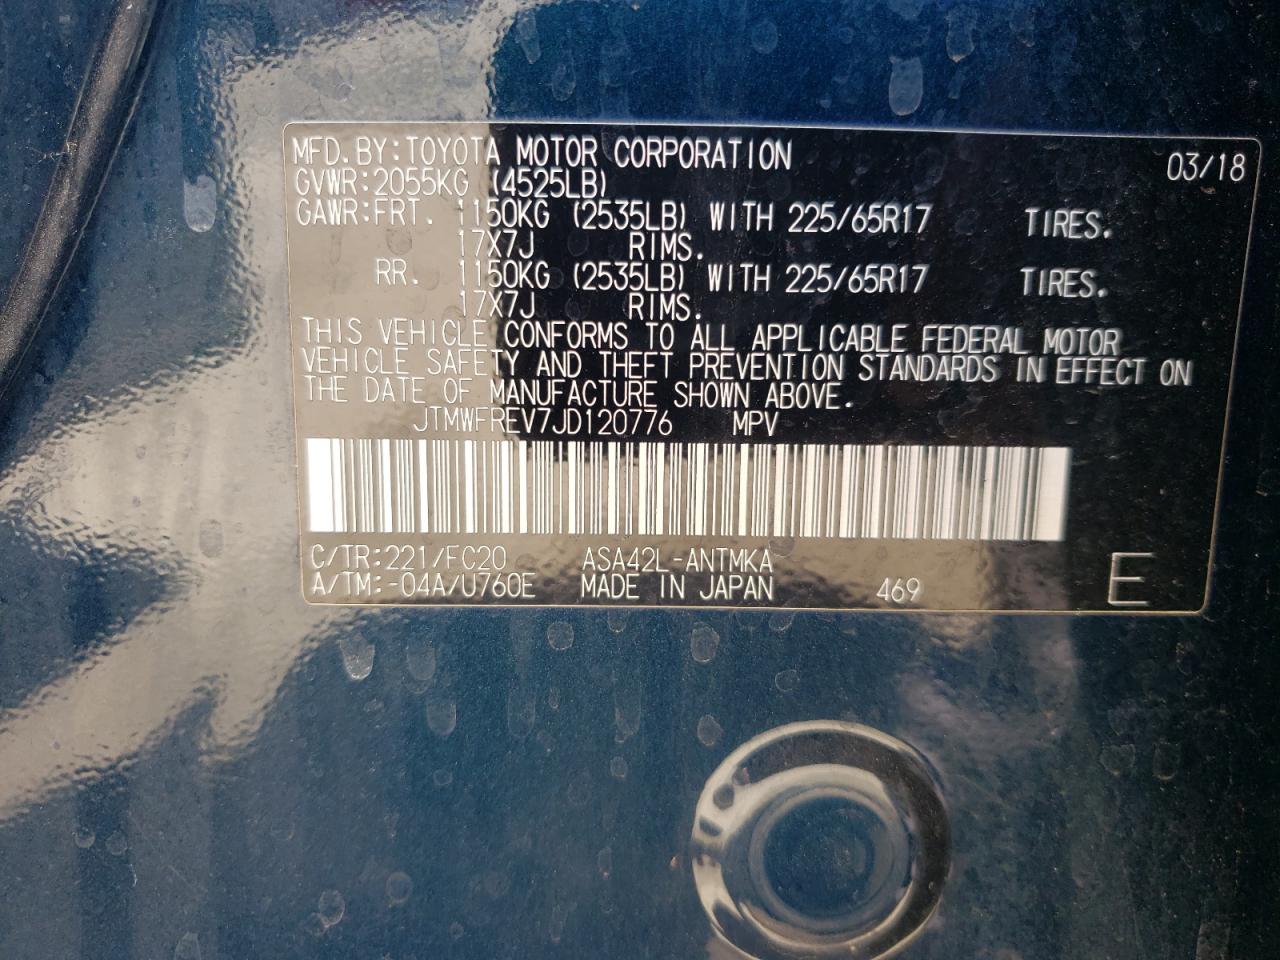 MFD.BY:TOYOTA MOTOR CORPORATION 03/18
GVWR:2055KG (4525LB)
GAWR:FRT. 1150KG (2535LB) WITH 225/65R17 TIRES.
17X7J RIMS.
RR. 1150KG (2535LB) WITH 225/65R17 TIRES.
17X7J RIMS.
THIS VEHICLE CONFORMS TO ALL APPLICABLE FEDERAL MOTOR
VEHICLE SAFETY AND THEFT PREVENTION STANDARDS IN EFFECT ON
THE DATE OF MANUFACTURE SHOWN ABOVE.
JTMWFREV7JD120776 MPV
C/TR:221/FC20 ASA42L-ANTMKA
A/TM:-04A/U760E MADE IN JAPAN 469 E